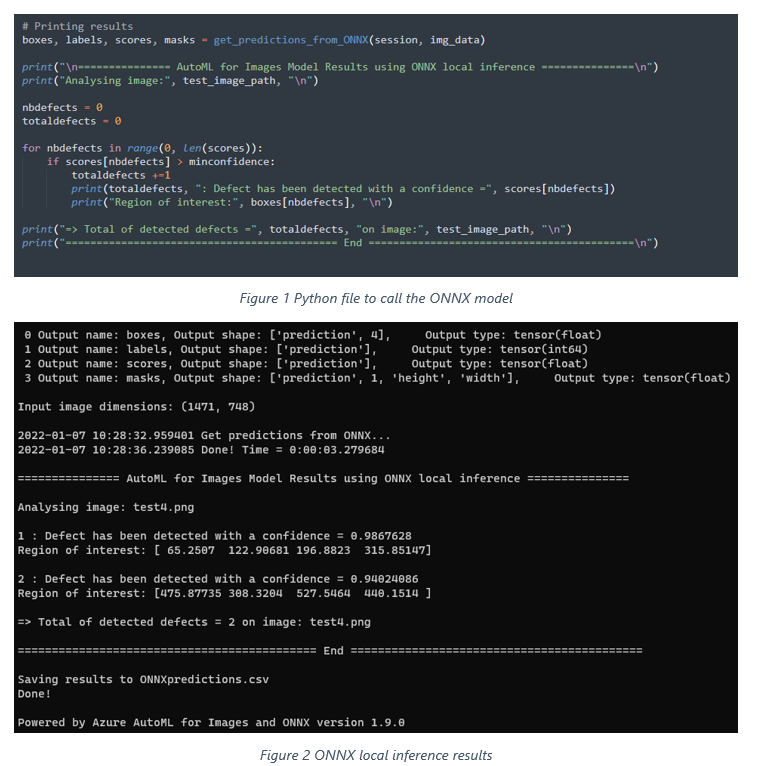 # Printing results
boxes, labels, scores, masks = get_predictions_from_ONNX(session, img_data)
print("\n=============== AutoML for Images Model Results using ONNX local inference ===============\n")
print("Analysing image:", test_image_path, "\n")
nbdefects = 0
totaldefects = 0
for nbdefects in range(0, len(scores)):
if scores[nbdefects] > minconfidence:
totaldefects +=1
print(totaldefects, ": Defect has been detected with a confidence =", scores[nbdefects])
print("Region of interest:", boxes[nbdefects], "\n")
print("=> Total of detected defects =", totaldefects, "on image:", test_image_path, "\n")
print("============================================ End ===========================================\n")
Figure 1 Python file to call the ONNX model
0 Output name: boxes, Output shape: ['prediction', 4], Output type: tensor(float)
1 Output name: labels, Output shape: ['prediction'], Output type: tensor(int64)
2 Output name: scores, Output shape: ['prediction'], Output type: tensor(float)
3 Output name: masks, Output shape: ['prediction', 1, 'height', 'width'], Output type: tensor(float)
Input image dimensions: (1471, 748)
2022-01-07 10:28:32.959401 Get predictions from ONNX...
2022-01-07 10:28:36.239085 Done! Time = 0:00:03.279684
=============== AutoML for Images Model Results using ONNX local inference ===============
Analysing image: test4.png
1 : Defect has been detected with a confidence = 0.9867628
Region of interest: [ 65.2507 122.90681 196.8823 315.85147]
2 : Defect has been detected with a confidence = 0.94024086
Region of interest: [475.87735 308.3204 527.5464 440.1514 ]
=> Total of detected defects = 2 on image: test4.png
============================================ End ===========================================
Saving results to ONNXpredictions.csv
Done!
Powered by Azure AutoML for Images and ONNX version 1.9.0
Figure 2 ONNX local inference results